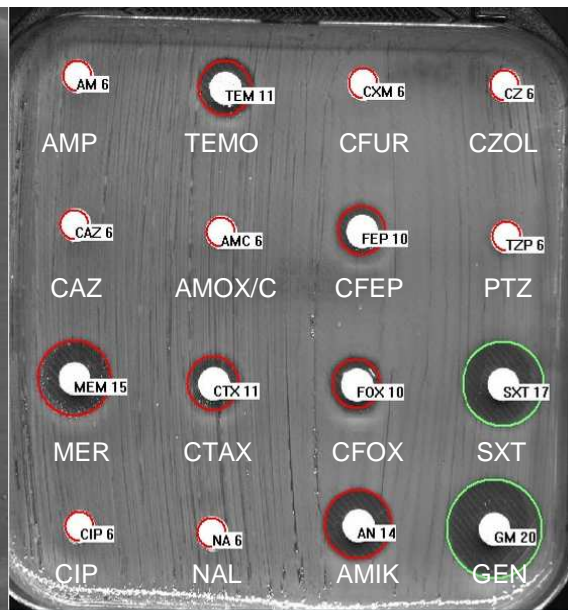 AM 6 TEM 11 CXM 6 CZ 6
AMP TEMO CFUR CZOL
CAZ 6 AMC 6 FEP 10 TZP 6
CAZ AMOX/C CFEP PTZ
MEM 15 CTX 11 FOX 10 SXT 17
MER CTAX CFOX SXT
CIP 6 NA 6 AN 14 GM 20
CIP NAL AMIK GEN